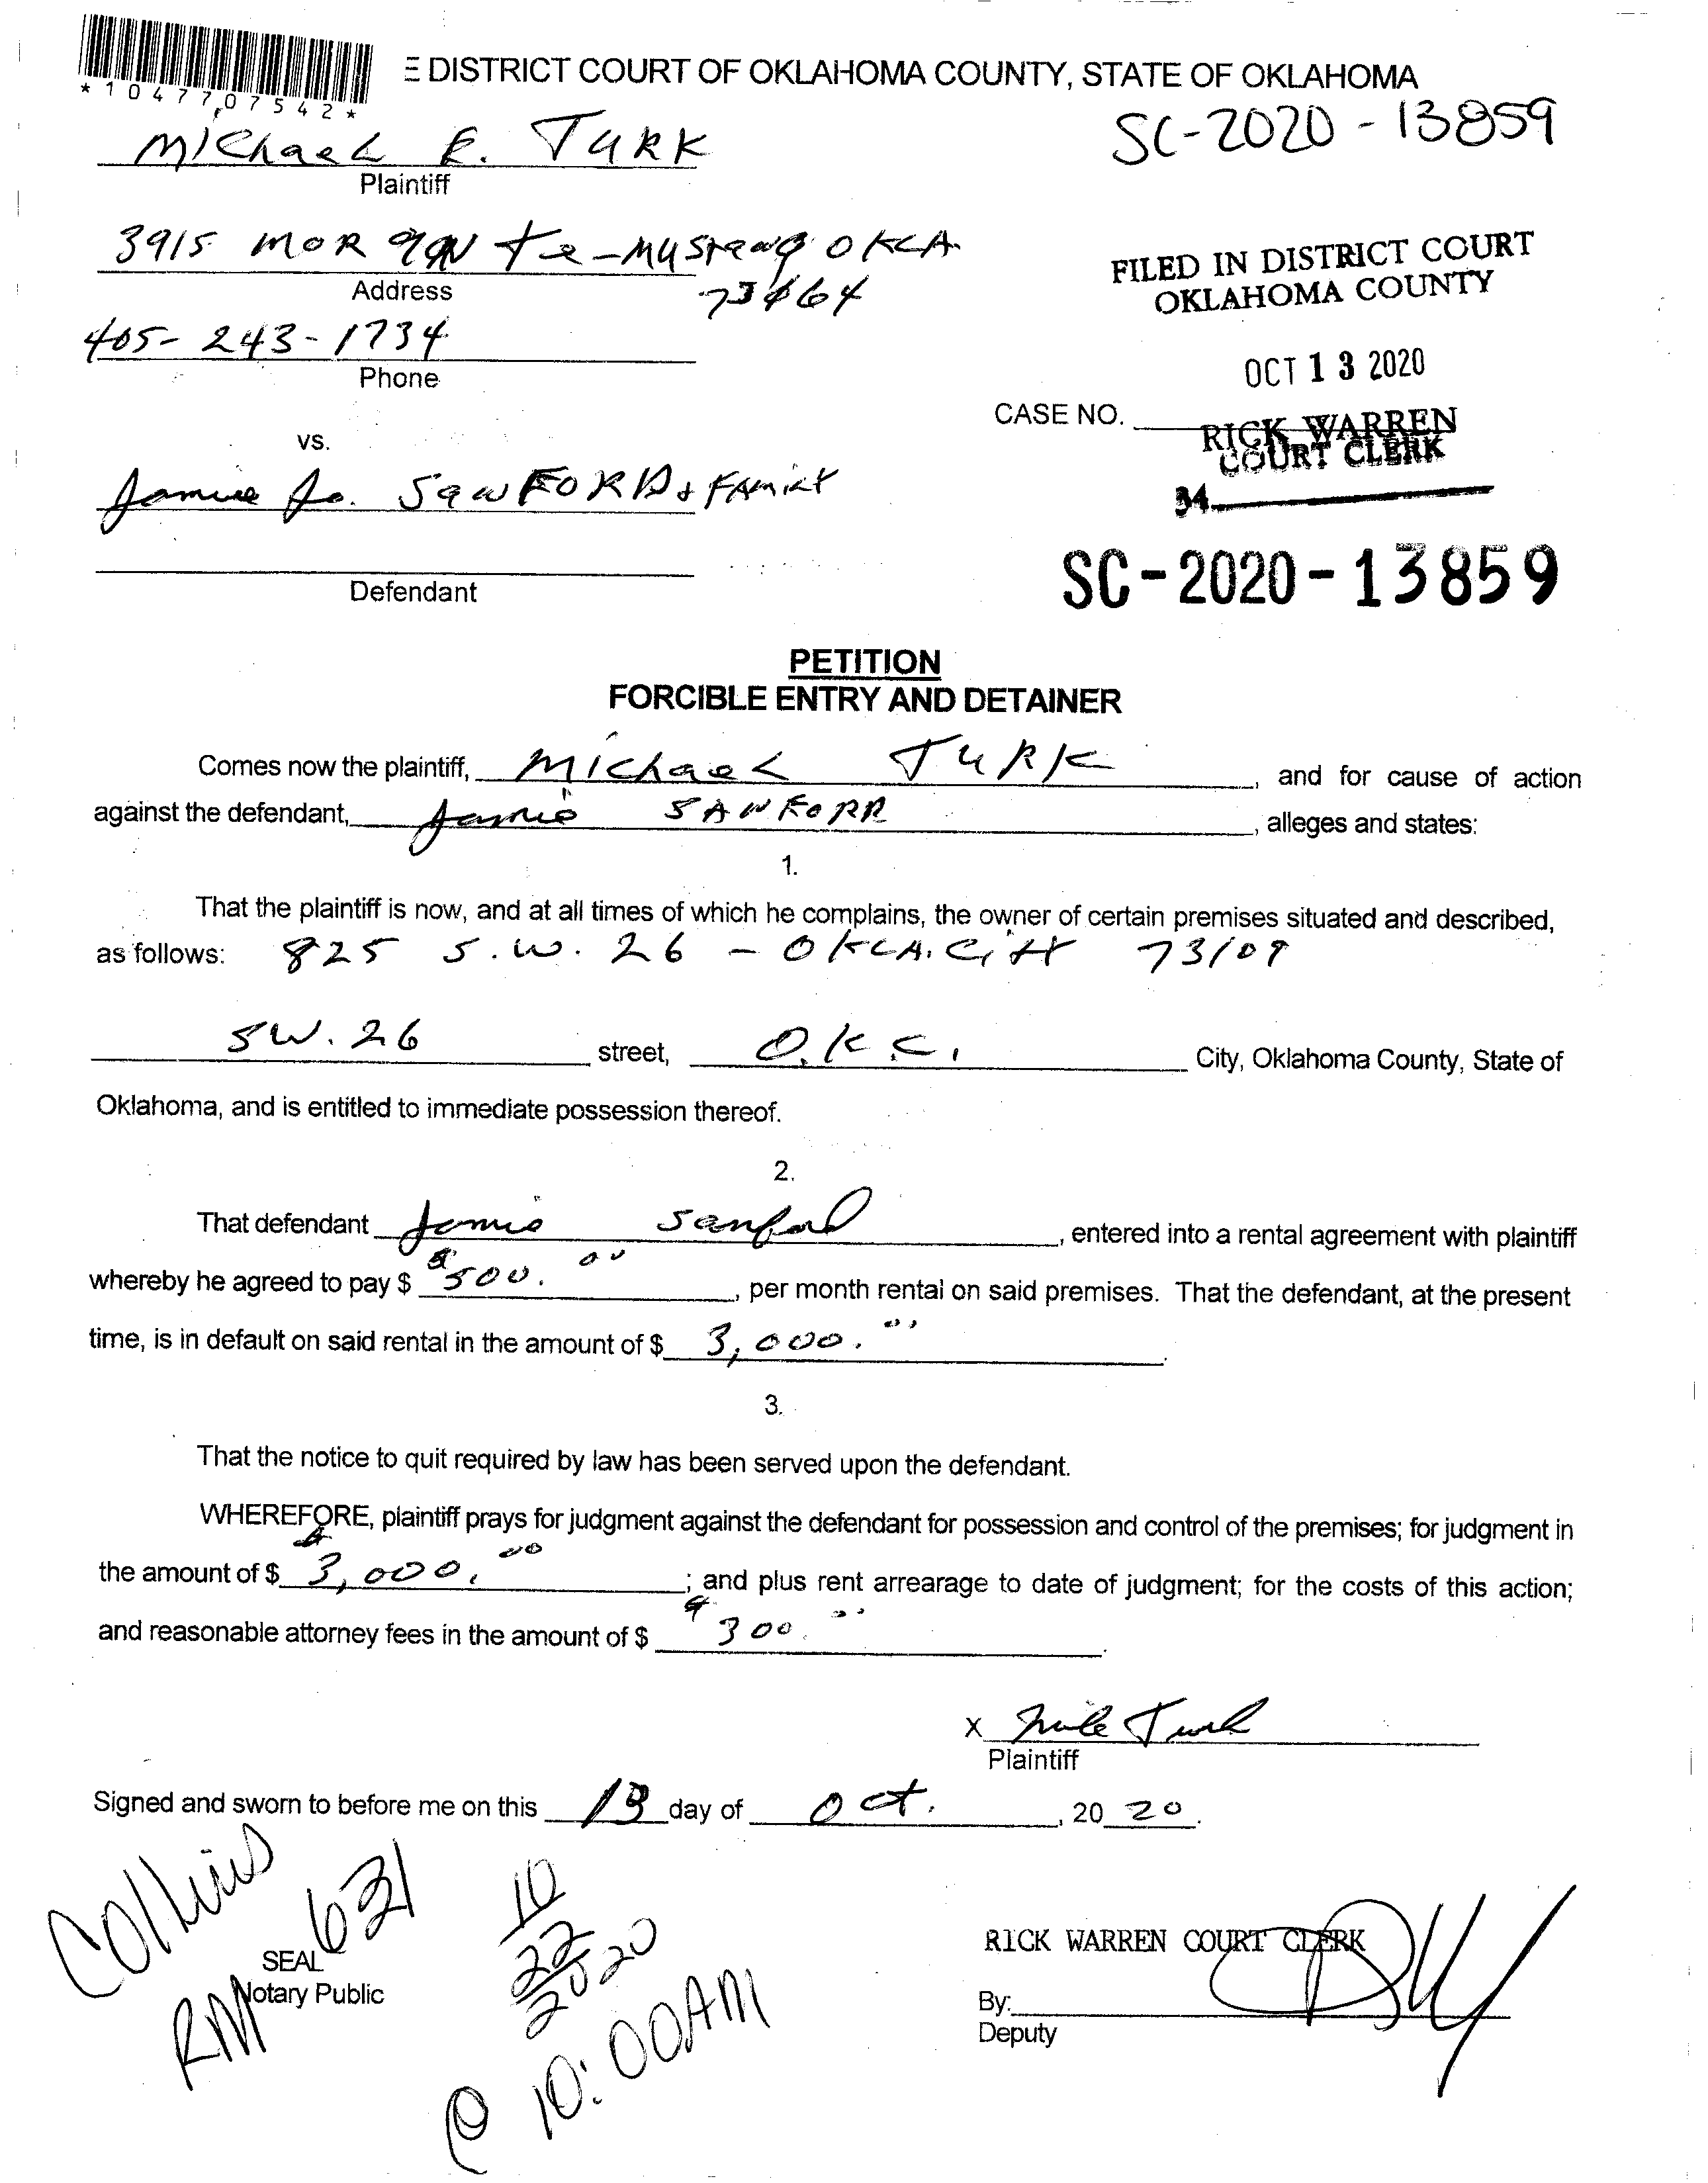 DISTRICT COURT OF OKLAHOMA COUNTY, STATE OF OKLAHOMA
*1047707542*
SC-2020-13859
Michael E. Turk
Plaintiff
3915 Morgan - Mustang Okla.
Address
73064
405-243-1734
Phone
FILED IN DISTRICT COURT
OKLAHOMA COUNTY
OCT 13 2020
CASE NO.
RICK WARREN
COURT CLERK
34
vs.
Jamie Jo. Sanford & Family
Defendant
SC-2020-13859
PETITION
FORCIBLE ENTRY AND DETAINER
Comes now the plaintiff, Michael Turk, and for cause of action
against the defendant, Jamie Sanford, alleges and states:
1.
That the plaintiff is now, and at all times of which he complains, the owner of certain premises situated and described,
as follows: 825 S.W. 26 - Okla. City 73109
SW. 26 street, O.K.C. City, Oklahoma County, State of
Oklahoma, and is entitled to immediate possession thereof.
2.
That defendant Jamie Sanford, entered into a rental agreement with plaintiff
whereby he agreed to pay $ $500.00, per month rental on said premises. That the defendant, at the present
time, is in default on said rental in the amount of $ 3,000.00.
3.
That the notice to quit required by law has been served upon the defendant.
WHEREFORE, plaintiff prays for judgment against the defendant for possession and control of the premises; for judgment in
the amount of $ $3,000.00; and plus rent arrearage to date of judgment; for the costs of this action;
and reasonable attorney fees in the amount of $ $300.00.
X Mike Turk
Plaintiff
Signed and sworn to before me on this 13 day of Oct., 20 20.
Collins
RM 631
SEAL
Notary Public
10/22/2020
@ 10:00AM
RICK WARREN COURT CLERK
By:
Deputy